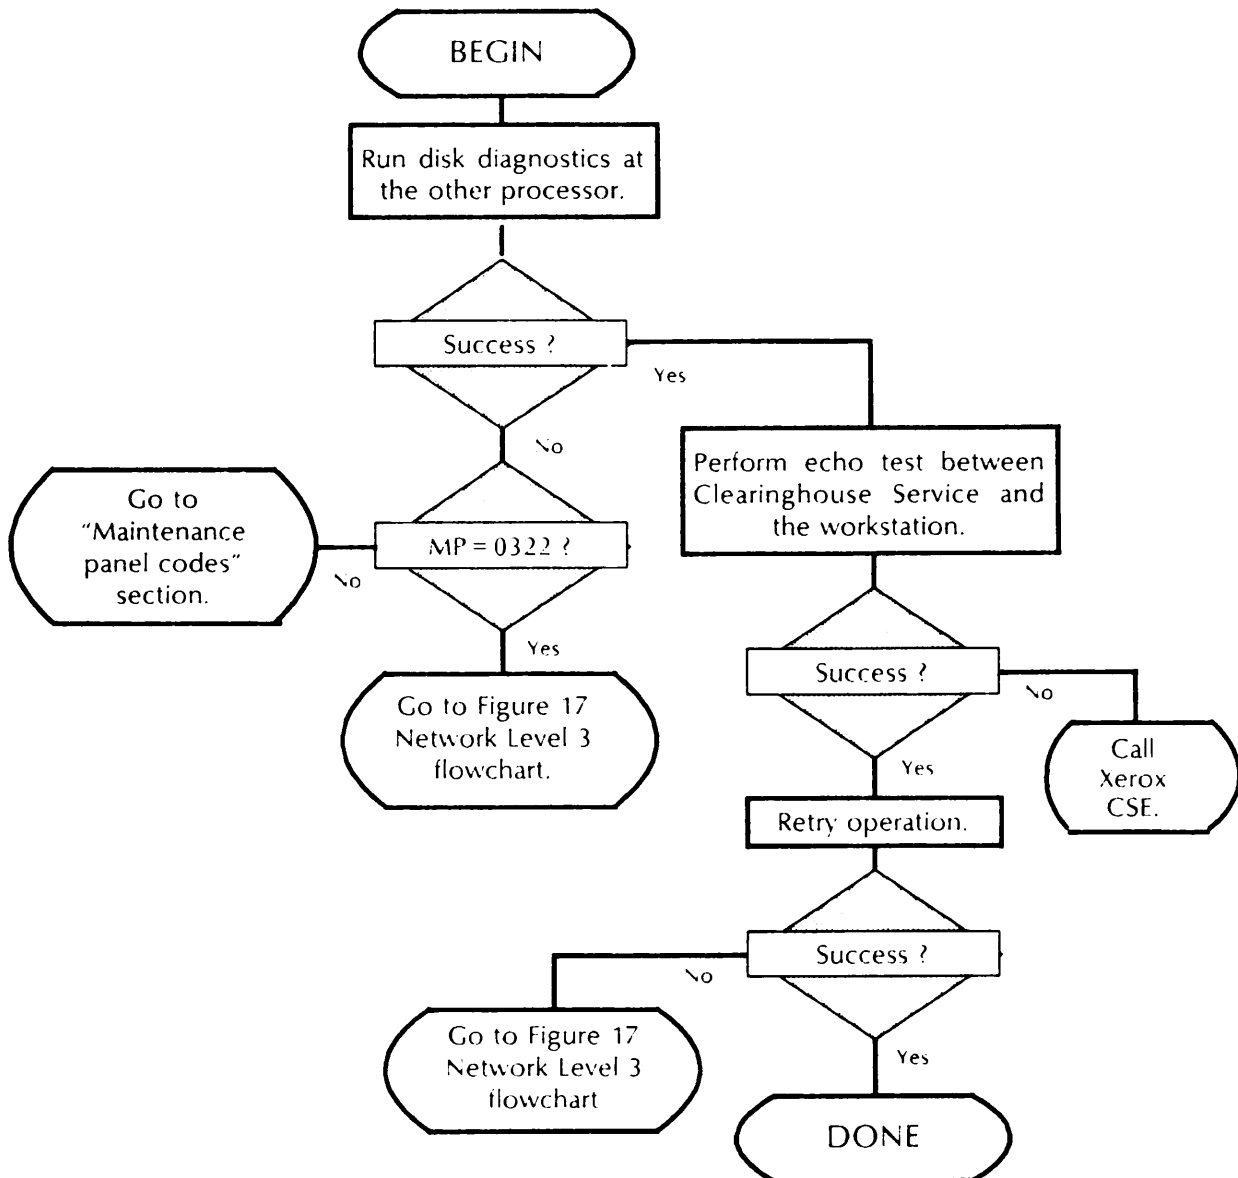 BEGIN
Run disk diagnostics at
the other processor.
Success ?
Yes
No
Perform echo test between
Clearinghouse Service and
the workstation.
Go to
“Maintenance
panel codes”
section.
No
MP = 0322 ?
Yes
Go to Figure 17
Network Level 3
flowchart.
Success ?
No
Call
Xerox
CSE.
Yes
Retry operation.
Success ?
No
Go to Figure 17
Network Level 3
flowchart
Yes
DONE